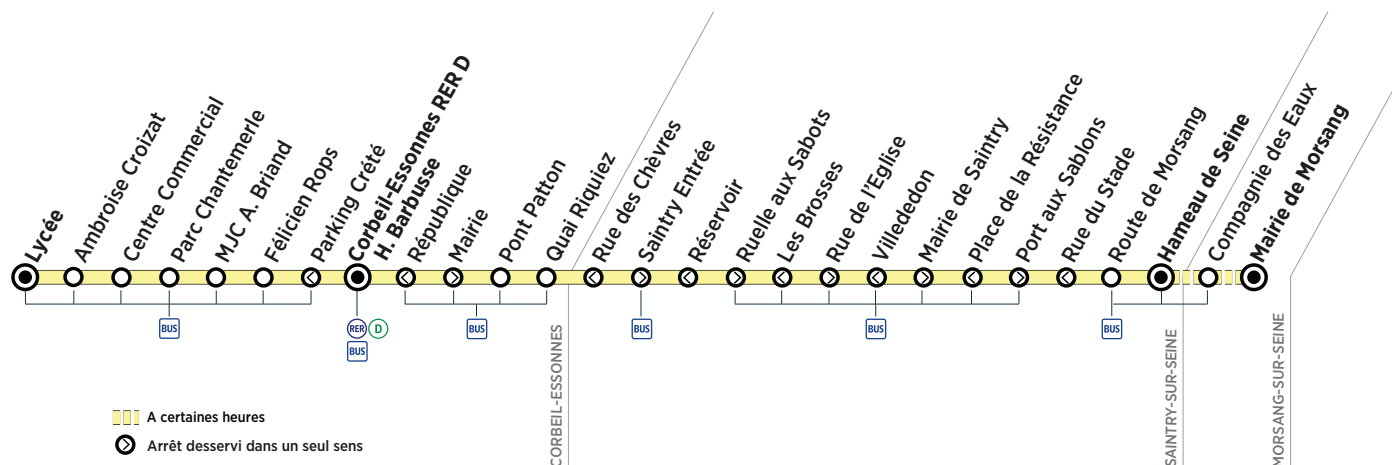 Lycée
Ambroise Croizat
Centre Commercial
Parc Chantemerle
MJC A. Briand
Félicien Rops
Parking Crété
Corbeil-Essonnes RER D
H. Barbusse
République
Mairie
Pont Patton
Quai Riquiez
Rue des Chèvres
Saintry Entrée
Réservoir
Ruelle aux Sabots
Les Brosses
Rue de l'Eglise
Villededon
Mairie de Saintry
Place de la Résistance
Port aux Sablons
Rue du Stade
Route de Morsang
Hameau de Seine
Compagnie des Eaux
Mairie de Morsang
BUS
RER D
BUS
BUS
BUS
BUS
BUS
CORBEIL-ESSONNES
SAINTRY-SUR-SEINE
MORSANG-SUR-SEINE
A certaines heures
Arrêt desservi dans un seul sens